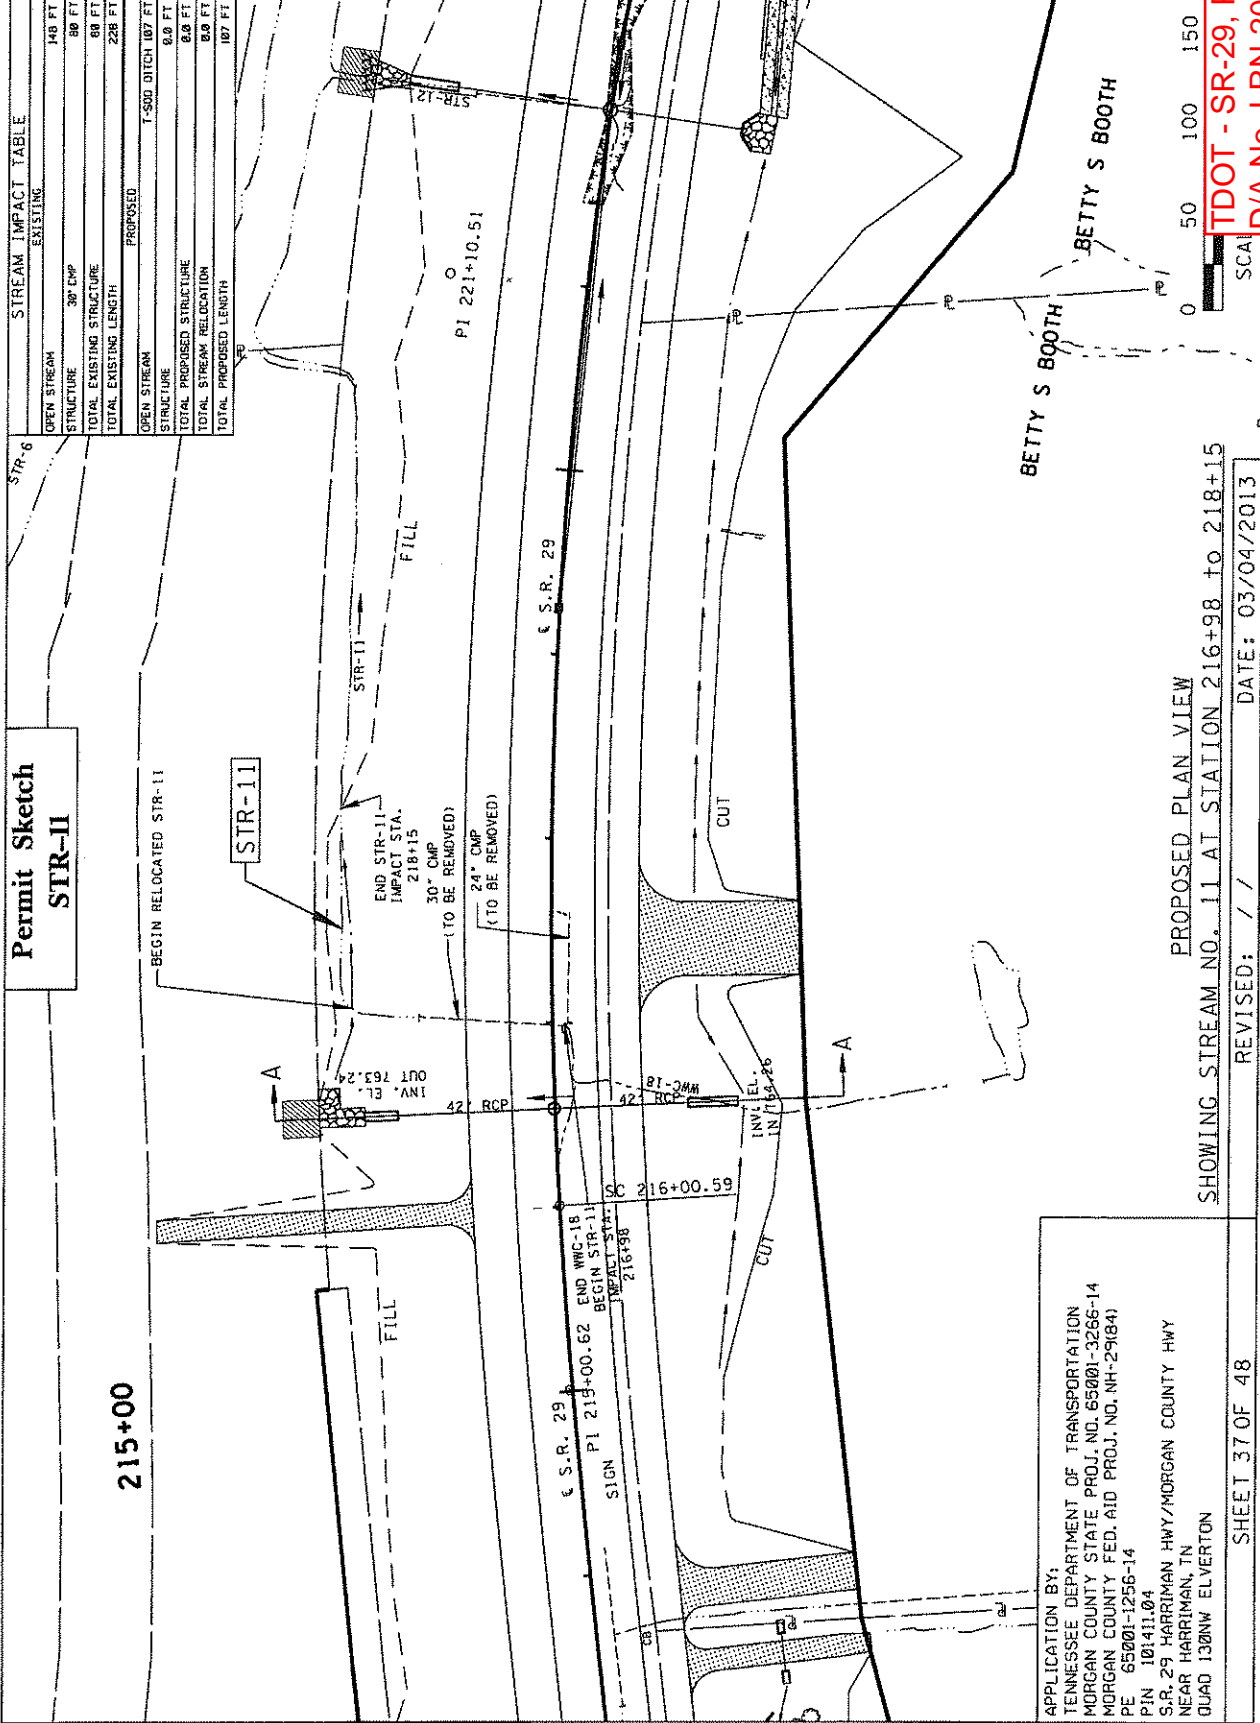 Permit Sketch
STR-11
STREAM IMPACT TABLE
EXISTING
OPEN STREAM 148 FT
STRUCTURE 30" CMP 80 FT
TOTAL EXISTING STRUCTURE 80 FT
TOTAL EXISTING LENGTH 228 FT
PROPOSED
OPEN STREAM T-SOD DITCH 107 FT
STRUCTURE 0.0 FT
TOTAL PROPOSED STRUCTURE 0.0 FT
TOTAL STREAM RELOCATION 0.0 FT
TOTAL PROPOSED LENGTH 107 FT
STR-6
215+00
BEGIN RELOCATED STR-11
STR-11
END STR-11
IMPACT STA.
218+15
30" CMP
(TO BE REMOVED)
24" CMP
(TO BE REMOVED)
STR-11
FILL
STR-12
PI 221+10.51
FILL
A
INV. EL.
OUT 763.24
42" RCP
42" RCP
WWC-18
INV. EL.
IN 764.26
A
SC 216+00.59
END WWC-18
BEGIN STR-11
IMPACT STA.
216+98
℄ S.R. 29
PI 215+00.62
SIGN
℄ S.R. 29
CUT
CUT
CB
BETTY S BOOTH
BETTY S BOOTH
0 50 100 150
TDOT - SR-29,
PROPOSED PLAN VIEW
SHOWING STREAM NO. 11 AT STATION 216+98 to 218+15
APPLICATION BY:
TENNESSEE DEPARTMENT OF TRANSPORTATION
MORGAN COUNTY STATE PROJ. NO. 65001-3266-14
MORGAN COUNTY FED. AID PROJ. NO. NH-29(84)
PE 65001-1256-14
PIN 101411.04
S.R. 29 HARRIMAN HWY/MORGAN COUNTY HWY
NEAR HARRIMAN, TN
QUAD 130NW ELVERTON
SHEET 37 OF 48
REVISED: / /
DATE: 03/04/2013